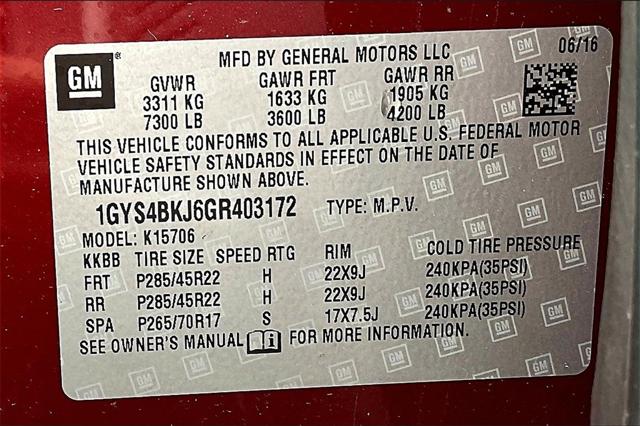 GM®
MFD BY GENERAL MOTORS LLC
06/16
GVWR GAWR FRT GAWR RR
3311 KG 1633 KG 1905 KG
7300 LB 3600 LB 4200 LB
THIS VEHICLE CONFORMS TO ALL APPLICABLE U.S. FEDERAL MOTOR
VEHICLE SAFETY STANDARDS IN EFFECT ON THE DATE OF
MANUFACTURE SHOWN ABOVE.
1GYS4BKJ6GR403172 TYPE: M.P.V.
MODEL: K15706
KKBB TIRE SIZE SPEED RTG RIM COLD TIRE PRESSURE
FRT P285/45R22 H 22X9J 240KPA(35PSI)
RR P285/45R22 H 22X9J 240KPA(35PSI)
SPA P265/70R17 S 17X7.5J 240KPA(35PSI)
SEE OWNER'S MANUAL i FOR MORE INFORMATION.